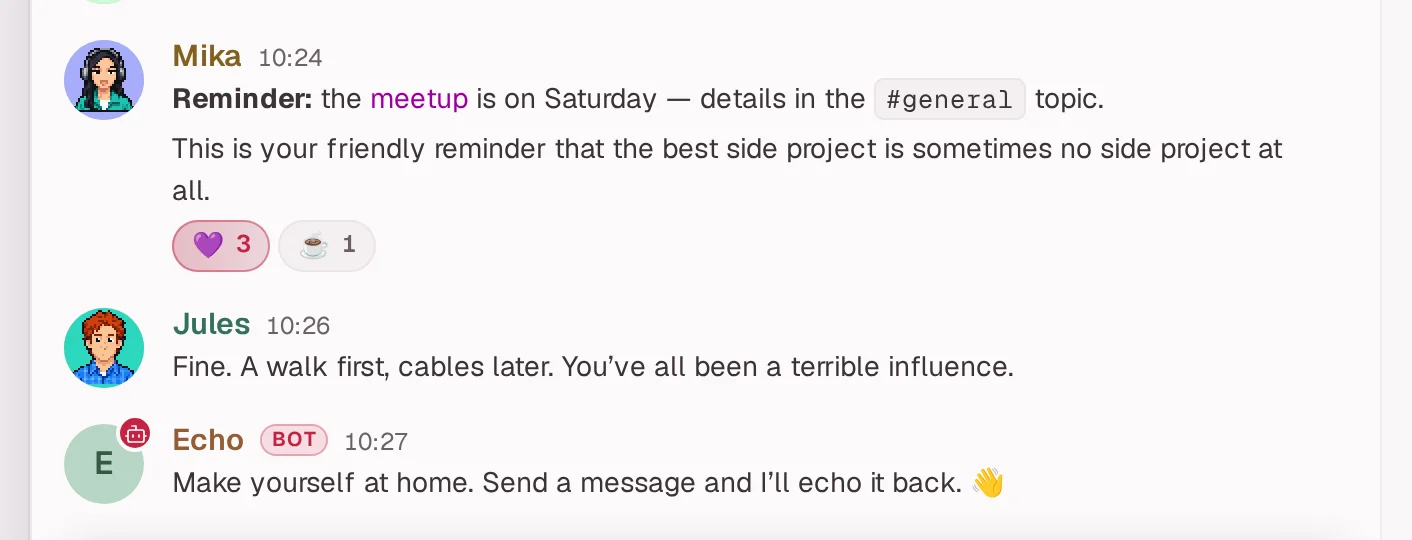 Mika 10:24
Reminder: the meetup is on Saturday — details in the #general topic.
This is your friendly reminder that the best side project is sometimes no side project at
all.
💜 3 ☕ 1
Jules 10:26
Fine. A walk first, cables later. You’ve all been a terrible influence.
E Echo BOT 10:27
Make yourself at home. Send a message and I’ll echo it back. 👋